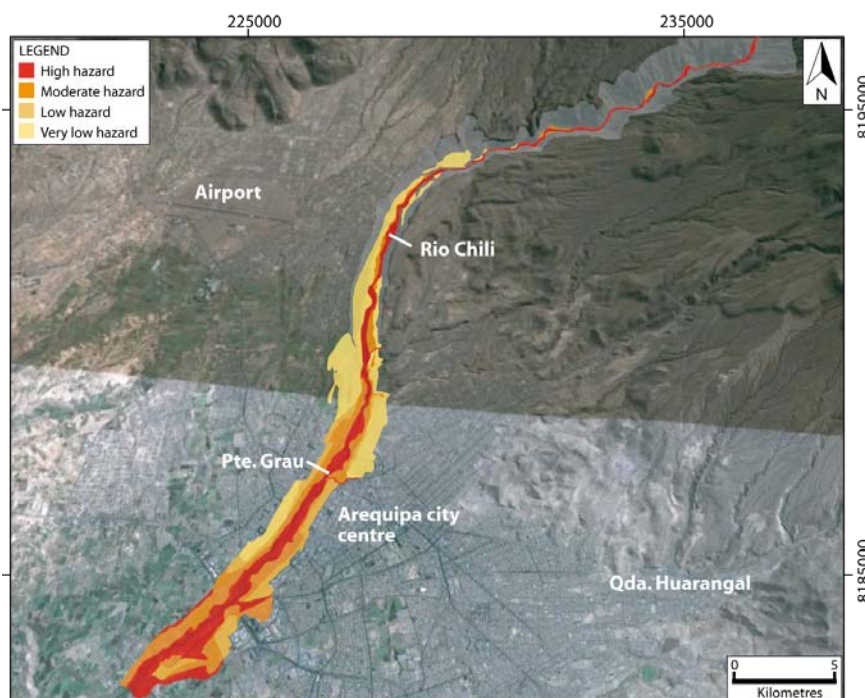 225000
235000
LEGEND
High hazard
Moderate hazard
Low hazard
Very low hazard
N
8195000
Airport
Rio Chili
Pte. Grau
Arequipa city
centre
8185000
Qda. Huarangal
0 5
Kilometres